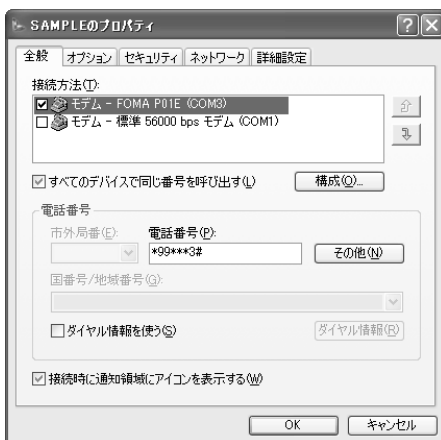 SAMPLEのプロパティ
全般 オプション セキュリティ ネットワーク 詳細設定
接続方法(T):
モデム - FOMA P01E (COM3)
モデム - 標準 56000 bps モデム (COM1)
すべてのデバイスで同じ番号を呼び出す(L) 構成(O)...
電話番号
市外局番(E): 電話番号(P):
*99***3# その他(N)
国番号/地域番号(G):
ダイヤル情報を使う(S) ダイヤル情報(R)
接続時に通知領域にアイコンを表示する(W)
OK キャンセル